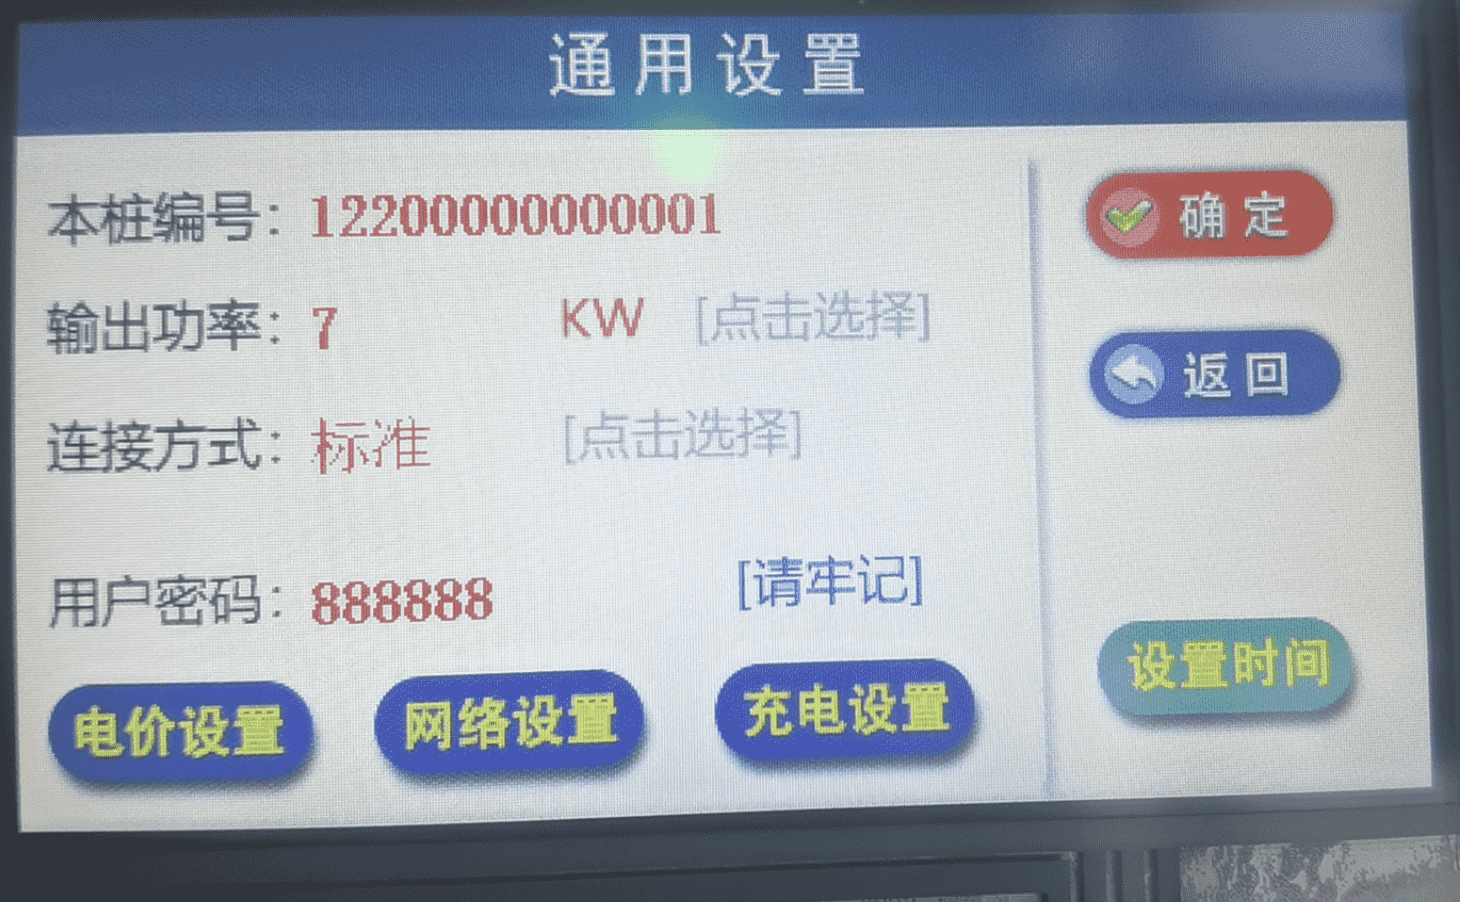 通用设置
本桩编号：12200000000001
确定
输出功率：7 KW [点击选择]
返回
连接方式：标准 [点击选择]
用户密码：888888 [请牢记]
设置时间
电价设置 网络设置 充电设置